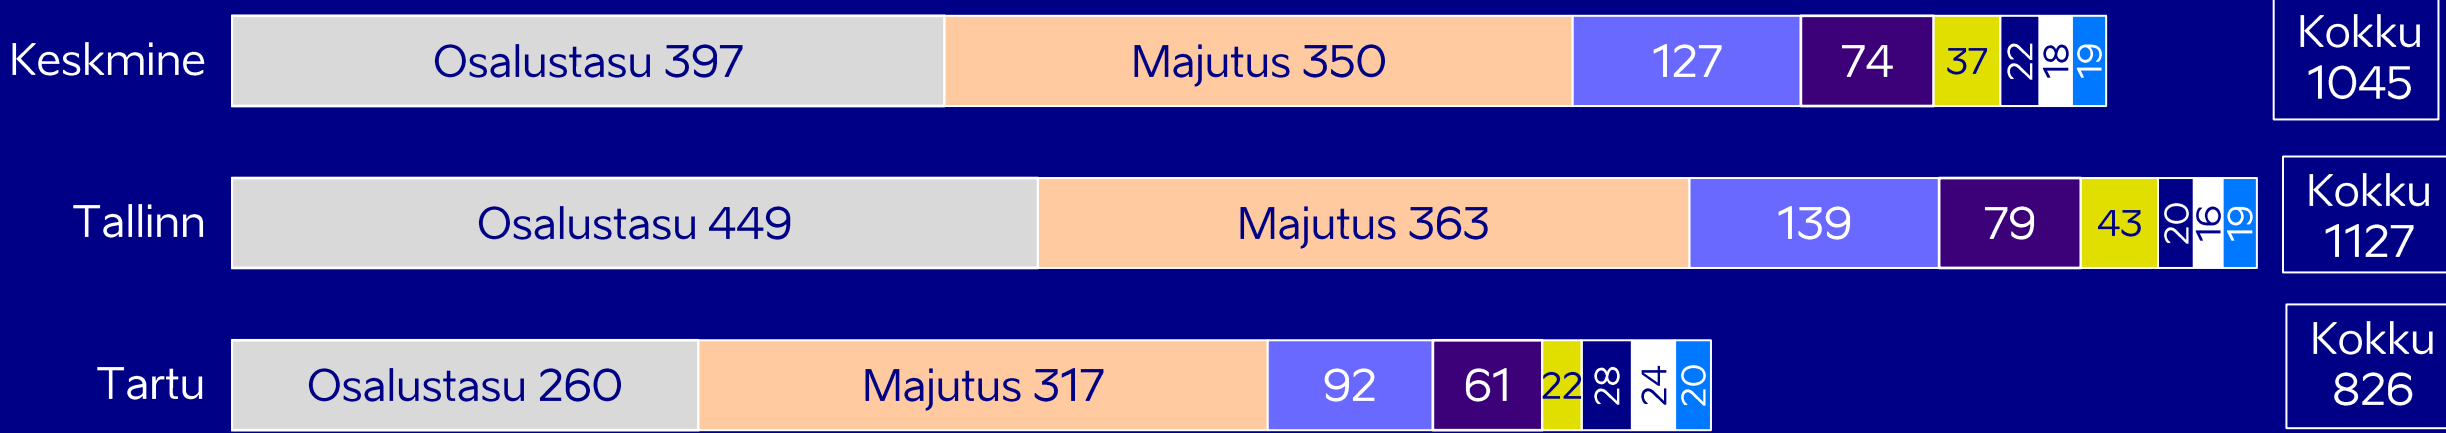 Keskmine Osalustasu 397 Majutus 350 127 74 37 22 18 19 Kokku
1045
Tallinn Osalustasu 449 Majutus 363 139 79 43 20 16 19 Kokku
1127
Tartu Osalustasu 260 Majutus 317 92 61 22 28 24 20 Kokku
826